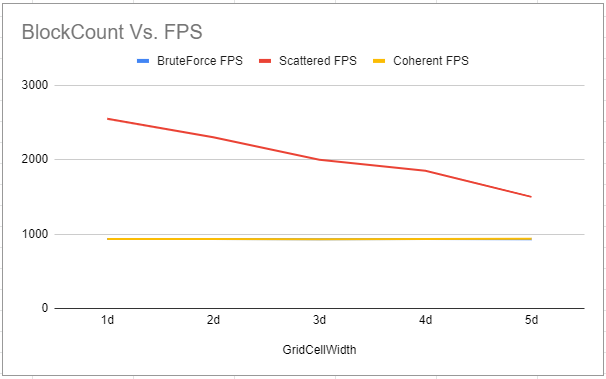 BlockCount Vs. FPS
BruteForce FPS Scattered FPS Coherent FPS
3000
2000
1000
0
1d 2d 3d 4d 5d
GridCellWidth